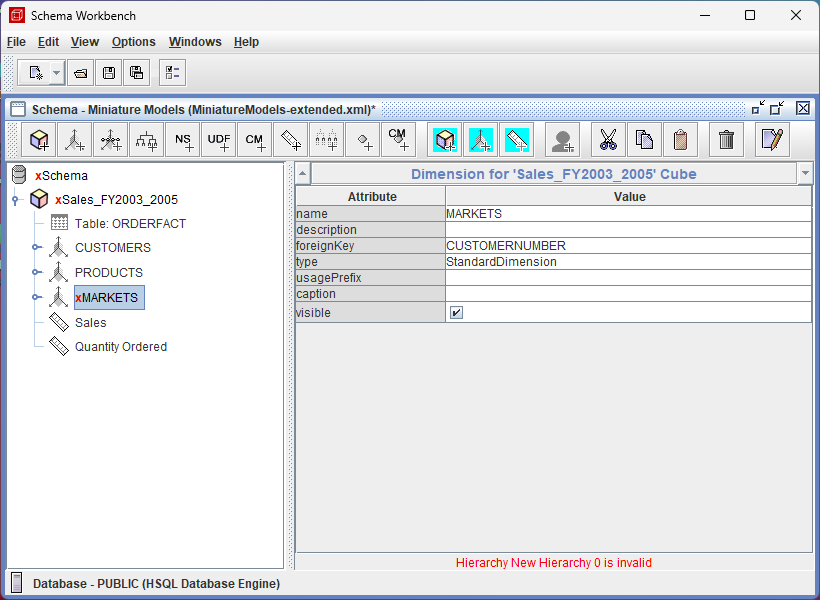 Schema Workbench
File Edit View Options Windows Help
Schema - Miniature Models (MiniatureModels-extended.xml)*
NS UDF CM CM
xSchema
xSales_FY2003_2005
Table: ORDERFACT
CUSTOMERS
PRODUCTS
xMARKETS
Sales
Quantity Ordered
Dimension for 'Sales_FY2003_2005' Cube
Attribute Value
name MARKETS
description
foreignKey CUSTOMERNUMBER
type StandardDimension
usagePrefix
caption
visible
Hierarchy New Hierarchy 0 is invalid
Database - PUBLIC (HSQL Database Engine)